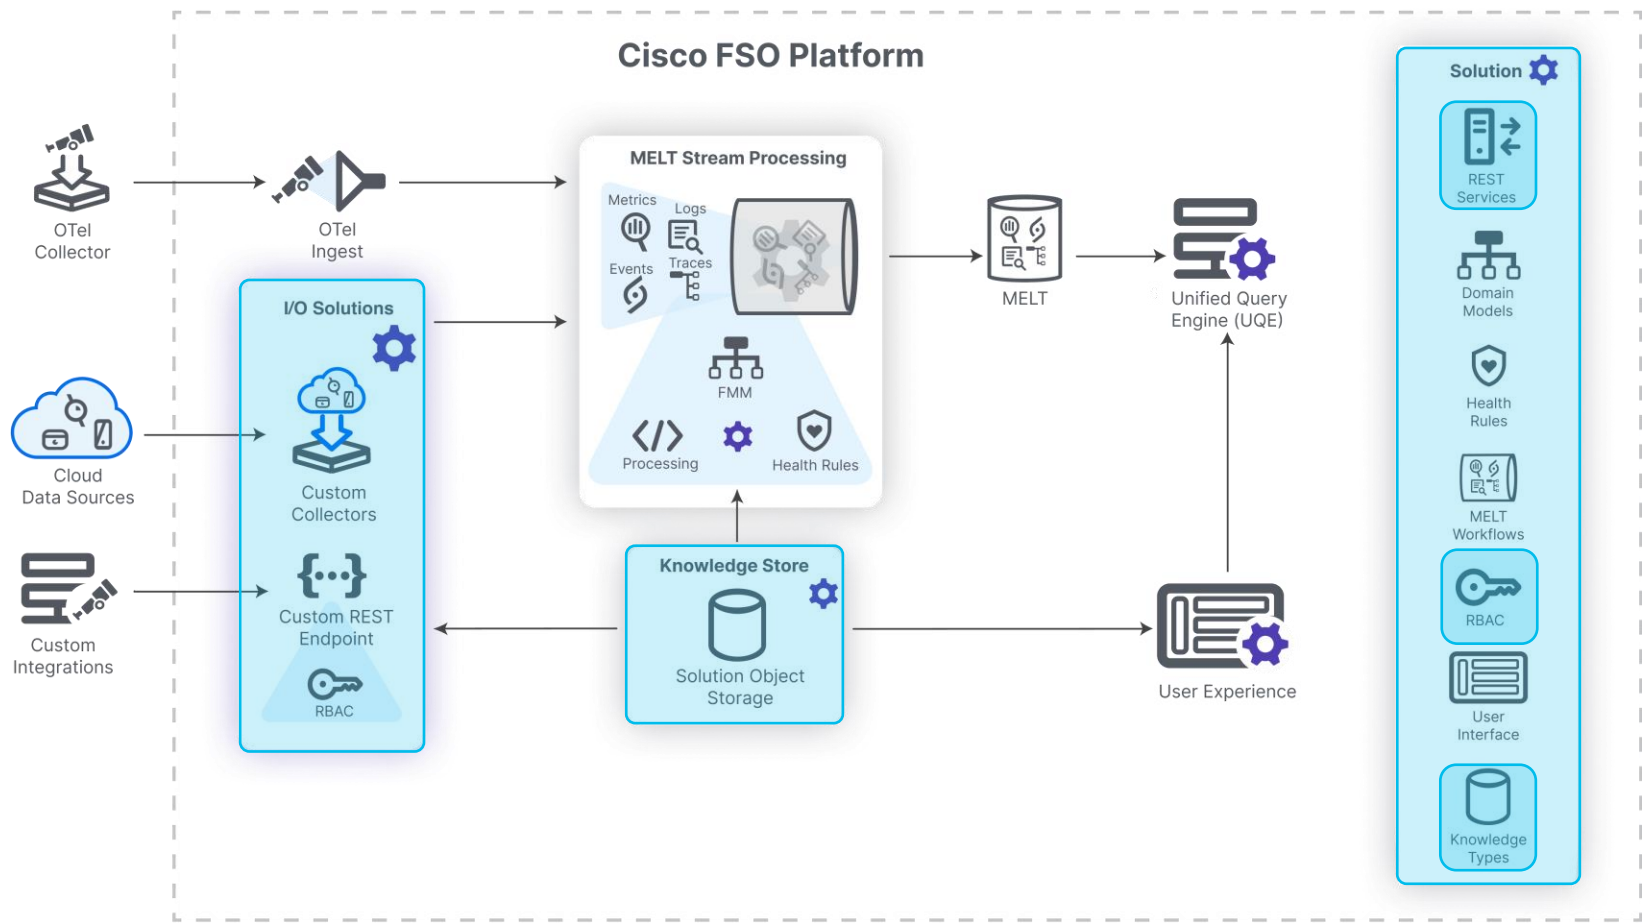 Cisco FSO Platform
OTel
Collector
OTel
Ingest
Cloud
Data Sources
Custom
Integrations
I/O Solutions
Custom
Collectors
Custom REST
Endpoint
RBAC
MELT Stream Processing
Metrics
Logs
Events
Traces
FMM
Processing
Health Rules
Knowledge Store
Solution Object
Storage
MELT
Unified Query
Engine (UQE)
User Experience
Solution
REST
Services
Domain
Models
Health
Rules
MELT
Workflows
RBAC
User
Interface
Knowledge
Types